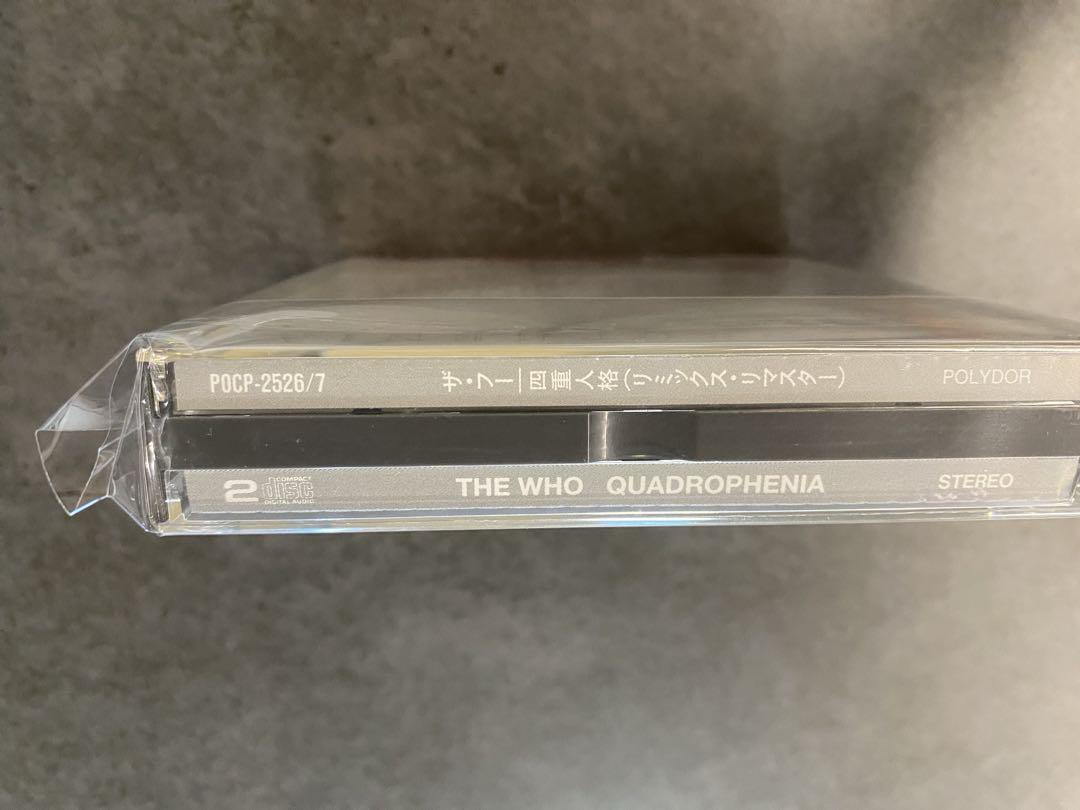 POCP-2526/7 ザ・フー 四重人格(リミックス・リマスター) POLYDOR
2 COMPACT disc DIGITAL AUDIO THE WHO QUADROPHENIA STEREO